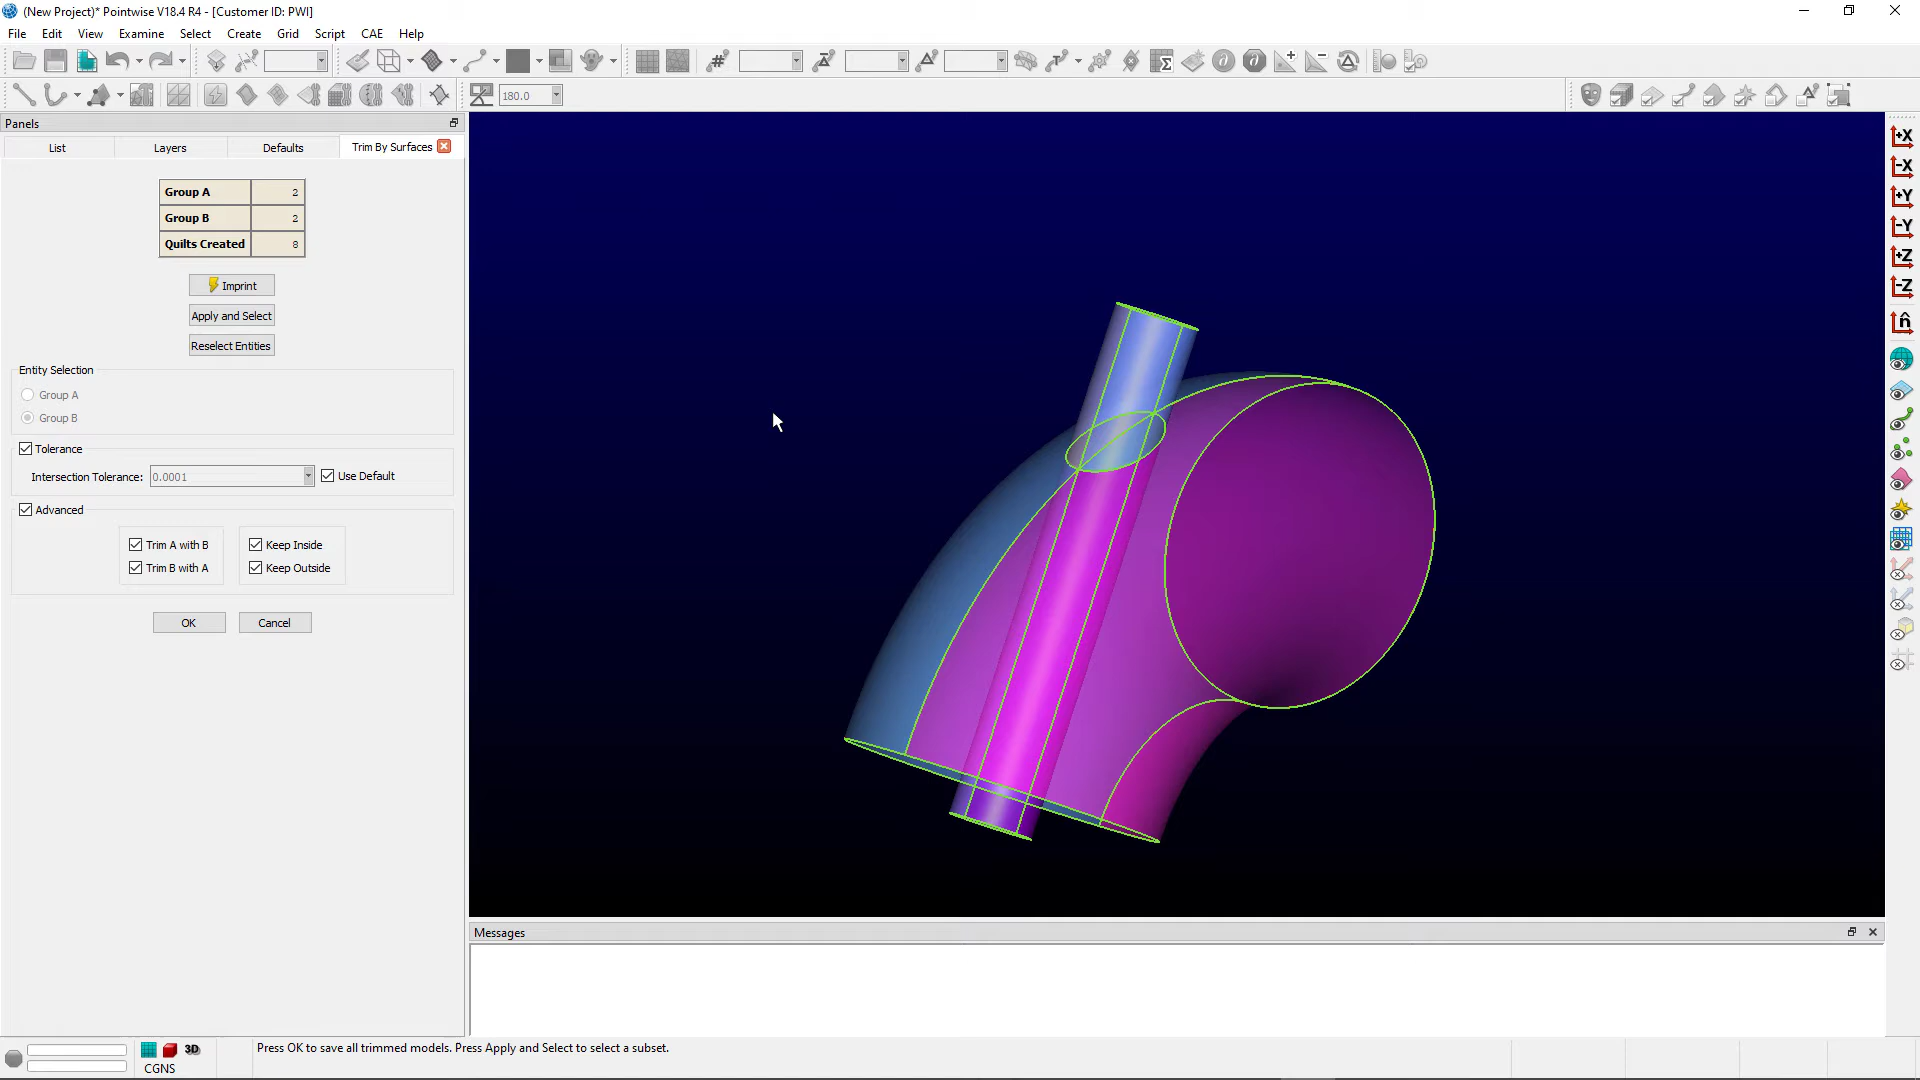 (New Project)* Pointwise V18.4 R4 - [Customer ID: PWI]
File Edit View Examine Select Create Grid Script CAE Help
180.0
Panels
List Layers Defaults Trim By Surfaces
Group A 2
Group B 2
Quilts Created 8
Imprint
Apply and Select
Reselect Entities
Entity Selection
Group A
Group B
Tolerance
Intersection Tolerance: 0.0001 Use Default
Advanced
Trim A with B Keep Inside
Trim B with A Keep Outside
OK Cancel
+X
-X
+Y
-Y
+Z
-Z
n̂
Messages
3D
CGNS
Press OK to save all trimmed models. Press Apply and Select to select a subset.